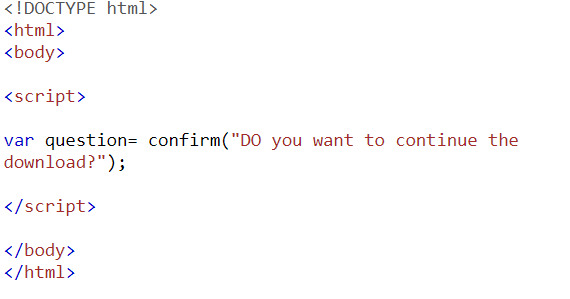 <!DOCTYPE html>
<html>
<body>
<script>
var question= confirm("DO you want to continue the
download?");
</script>
</body>
</html>